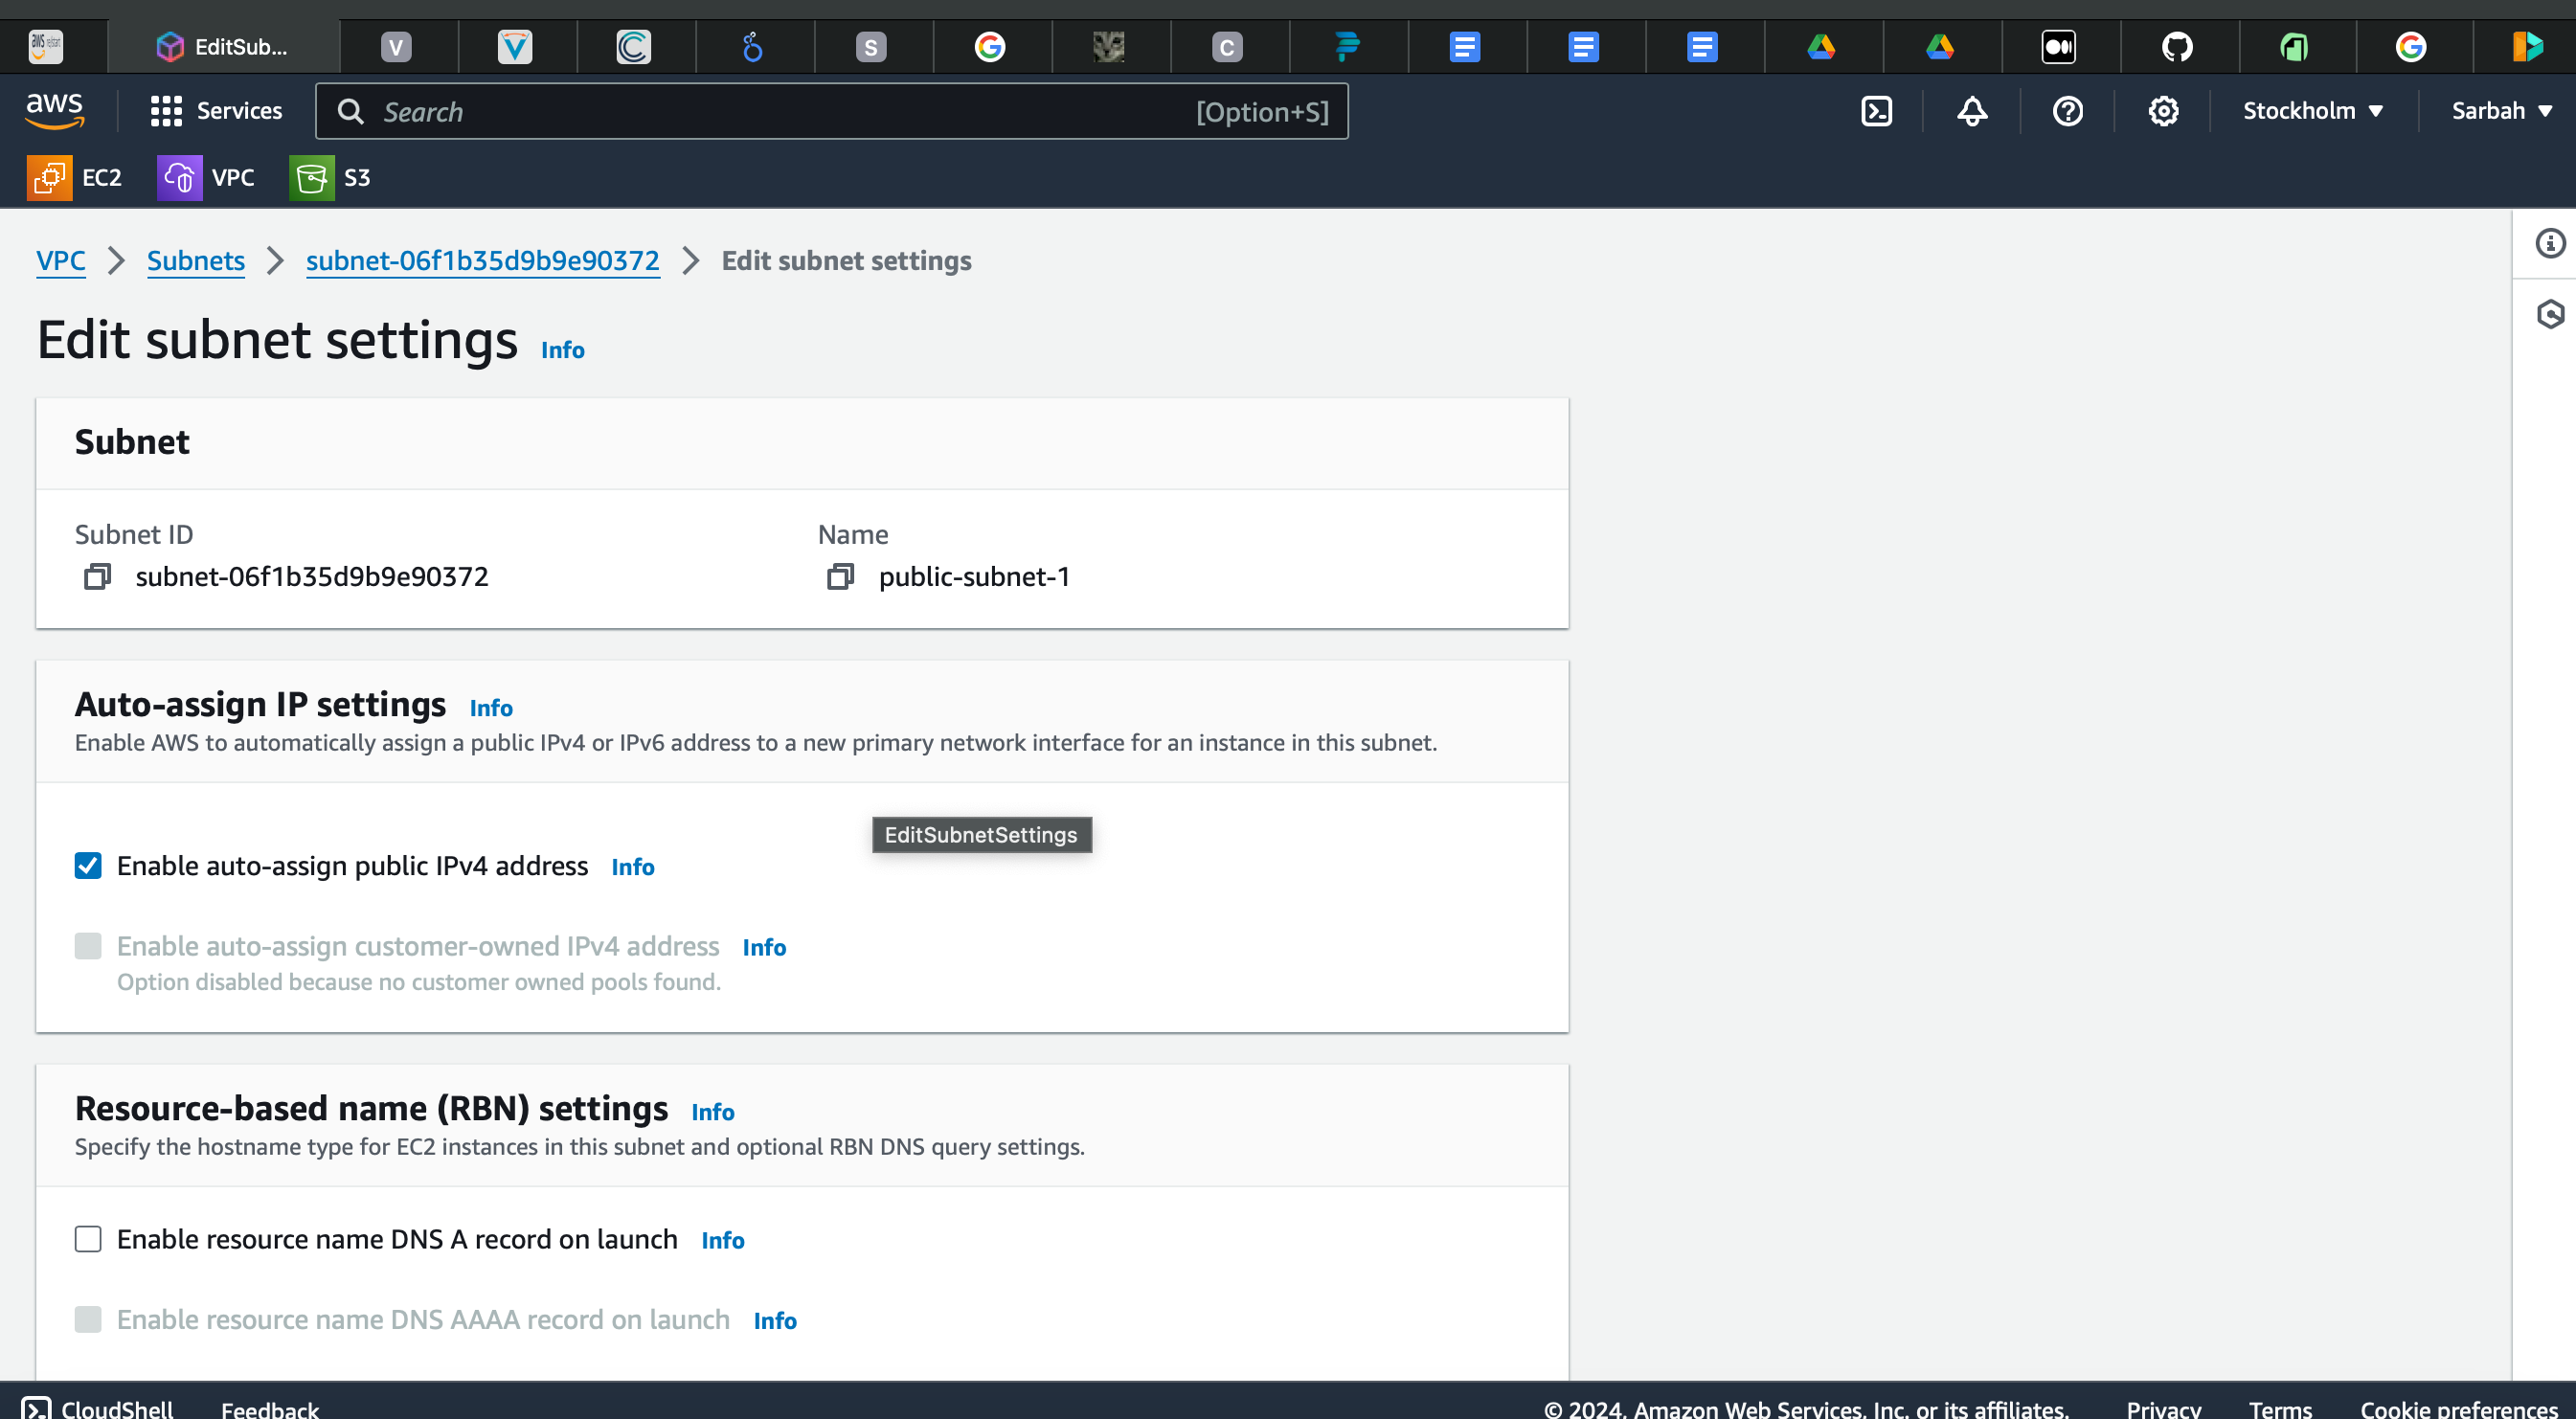 EditSub...
V
S
C
aws
Services
Search
[Option+S]
Stockholm
Sarbah
EC2
VPC
S3
VPC
Subnets
subnet-06f1b35d9b9e90372
Edit subnet settings
Edit subnet settings Info
Subnet
Subnet ID
subnet-06f1b35d9b9e90372
Name
public-subnet-1
Auto-assign IP settings Info
Enable AWS to automatically assign a public IPv4 or IPv6 address to a new primary network interface for an instance in this subnet.
EditSubnetSettings
Enable auto-assign public IPv4 address Info
Enable auto-assign customer-owned IPv4 address Info
Option disabled because no customer owned pools found.
Resource-based name (RBN) settings Info
Specify the hostname type for EC2 instances in this subnet and optional RBN DNS query settings.
Enable resource name DNS A record on launch Info
Enable resource name DNS AAAA record on launch Info
CloudShell
Feedback
© 2024, Amazon Web Services, Inc. or its affiliates.
Privacy
Terms
Cookie preferences